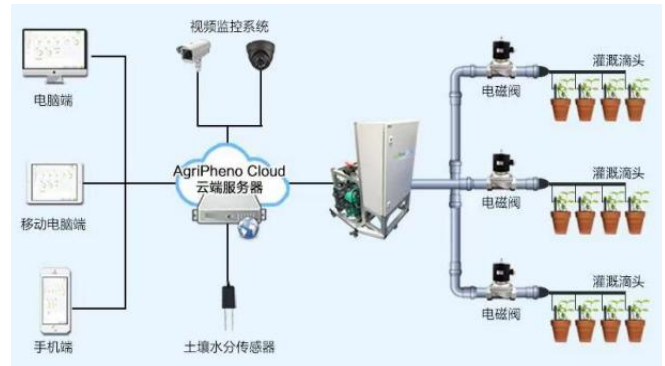 视频监控系统
电脑端
移动电脑端
手机端
AgriPheno Cloud
云端服务器
土壤水分传感器
电磁阀
灌溉滴头
电磁阀
灌溉滴头
电磁阀
灌溉滴头